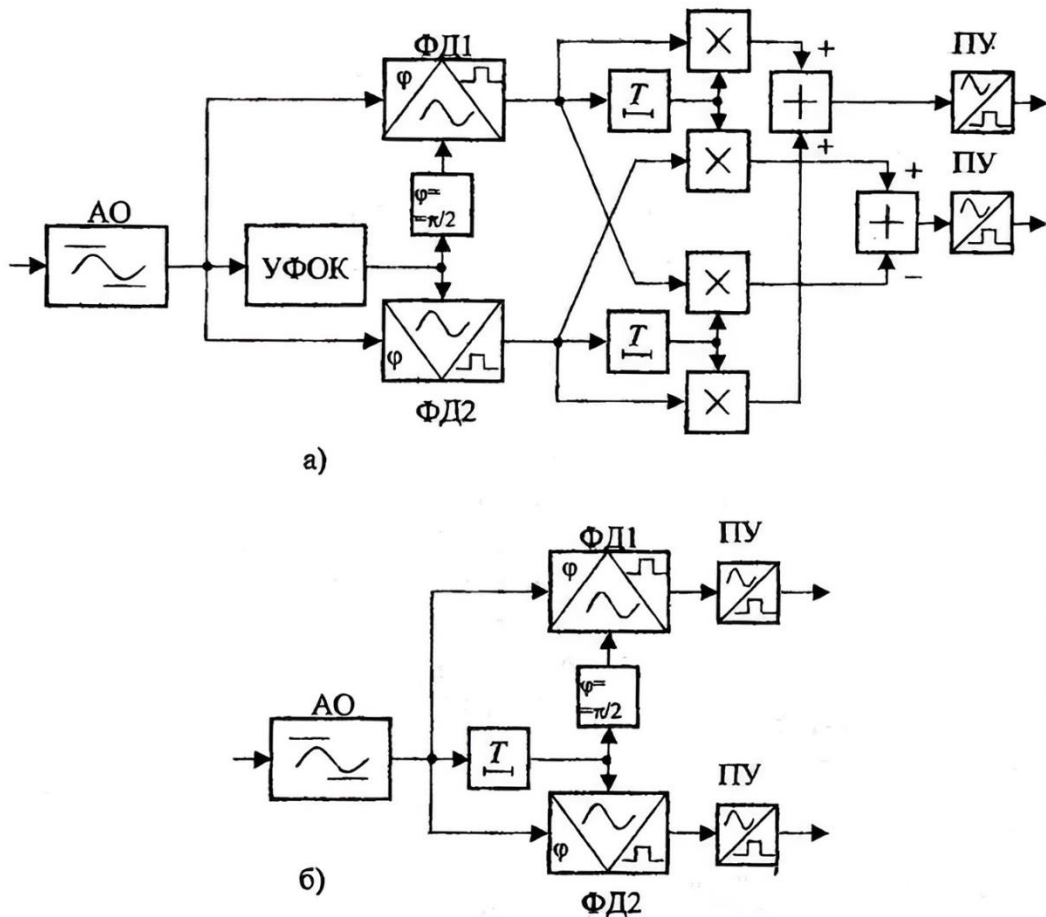 ФД1
ПУ
φ
T
+
+
ПУ
φ=
=π/2
+
АО
УФОК
−
φ
T
ФД2
а)
ФД1
ПУ
φ
φ=
=π/2
АО
T
ПУ
φ
б)
ФД2